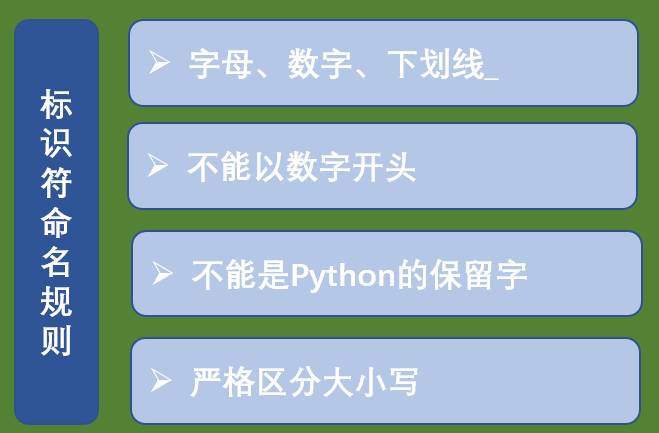 标识符命名规则
字母、数字、下划线_
不能以数字开头
不能是Python的保留字
严格区分大小写